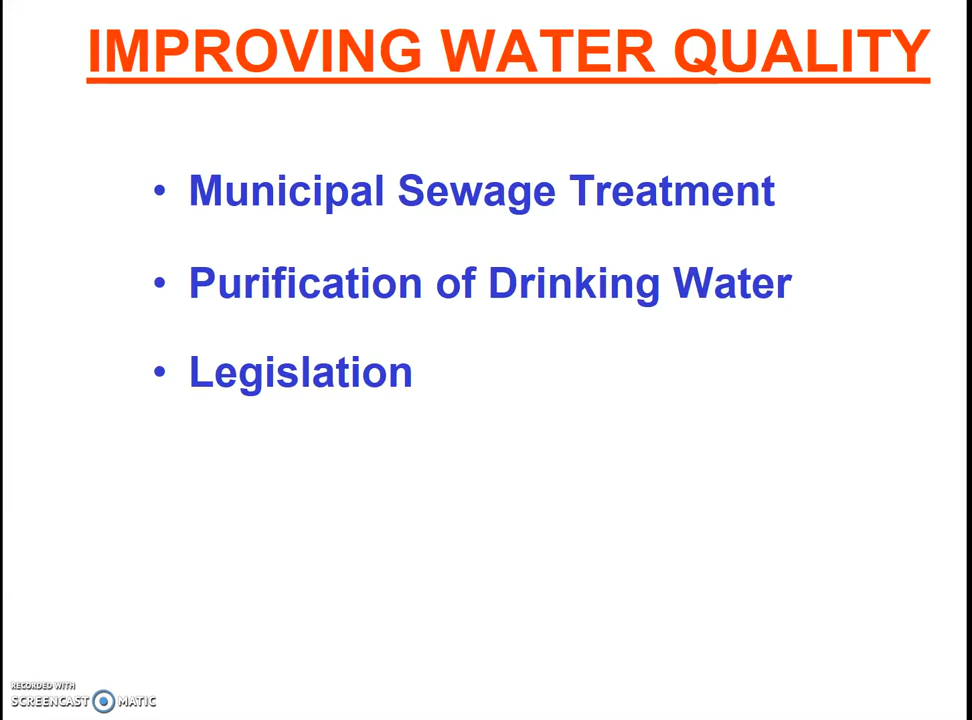 IMPROVING WATER QUALITY
• Municipal Sewage Treatment
• Purification of Drinking Water
• Legislation
RECORDED WITH
SCREENCAST MATIC